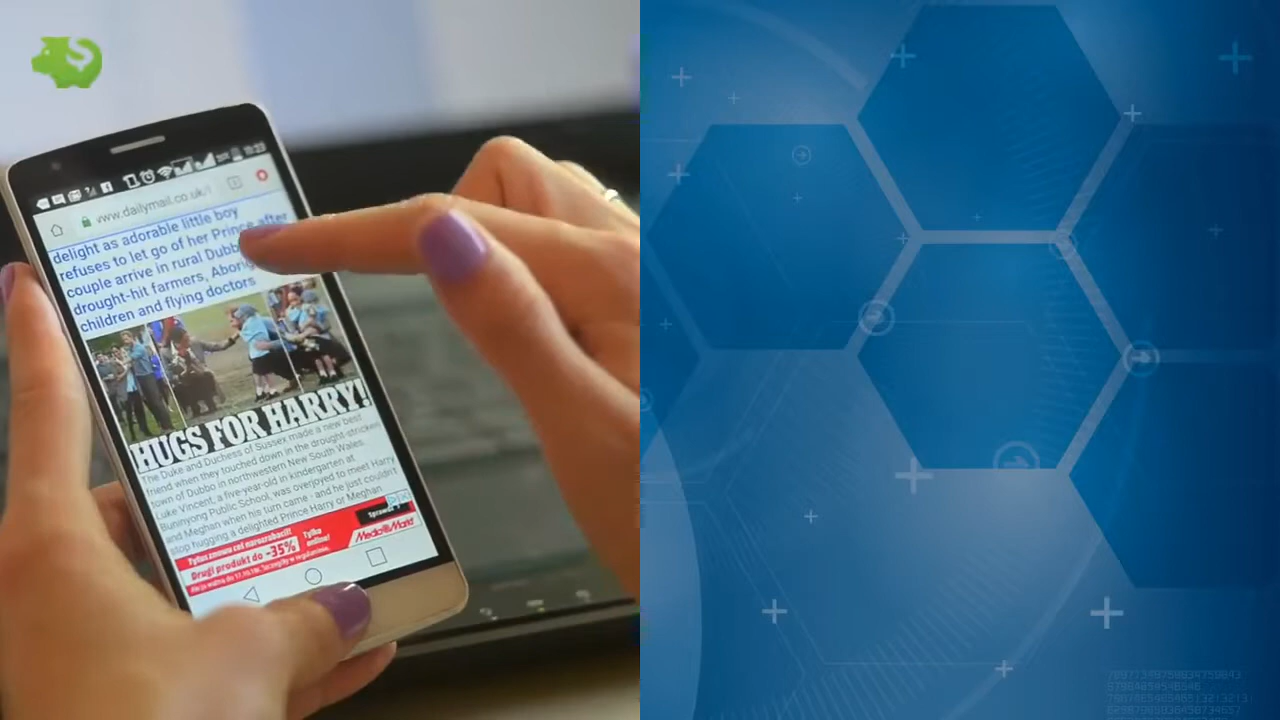 www.dailymail.co.uk/
delight as adorable little boy
refuses to let go of her Prince after
couple arrive in rural Dubbo
drought-hit farmers,
children and flying doctors
HUGS FOR HARRY!
The Duke and Duchess of Sussex made a new best
friend when they touched down in the drought-stricken
town of Dubbo in northwestern New South Wales.
Luke Vincent, a five-year-old in kindergarten at
Buninyong Public School, was overjoyed to meet Harry
and Meghan when his turn came - and he just couldn't
stop hugging a delighted Prince Harry or Meghan
Drugi produkt do -35%
Tylko
online!
MediaMarkt